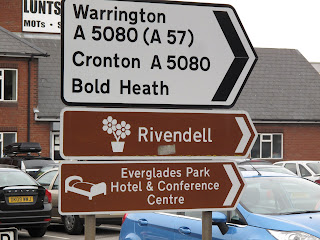 LUNTS
MOTs
Warrington
A 5080 (A 57)
Cronton A 5080
Bold Heath
Rivendell
Everglades Park
Hotel & Conference
Centre